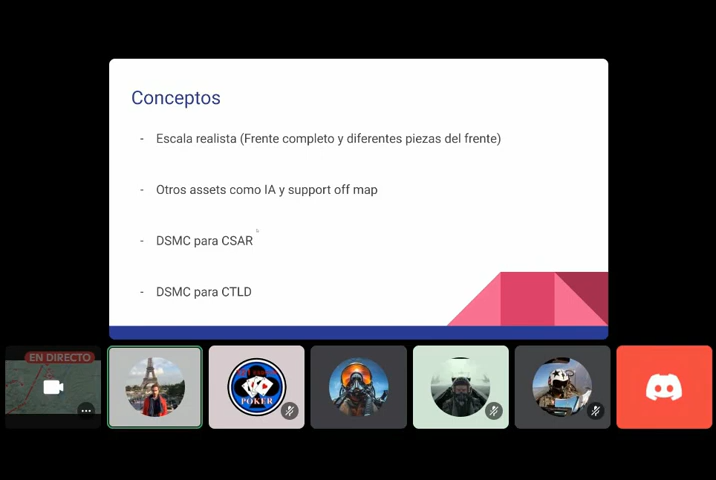 Conceptos
- Escala realista (Frente completo y diferentes piezas del frente)
- Otros assets como IA y support off map
- DSMC para CSAR
- DSMC para CTLD
EN DIRECTO
POKER